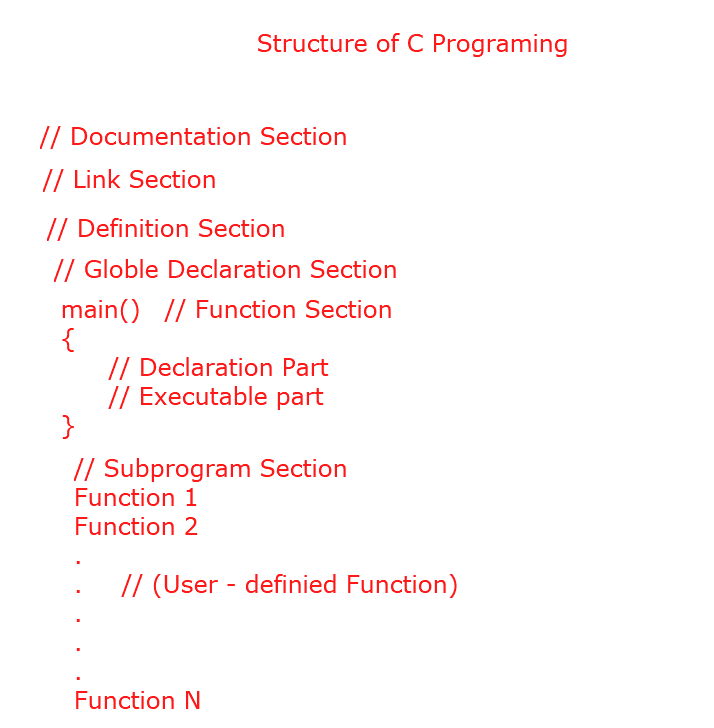 Structure of C Programing
// Documentation Section
// Link Section
// Definition Section
// Globle Declaration Section
main()   // Function Section
{
// Declaration Part
// Executable part
}
// Subprogram Section
Function 1
Function 2
.
.     // (User - definied Function)
.
.
.
Function N